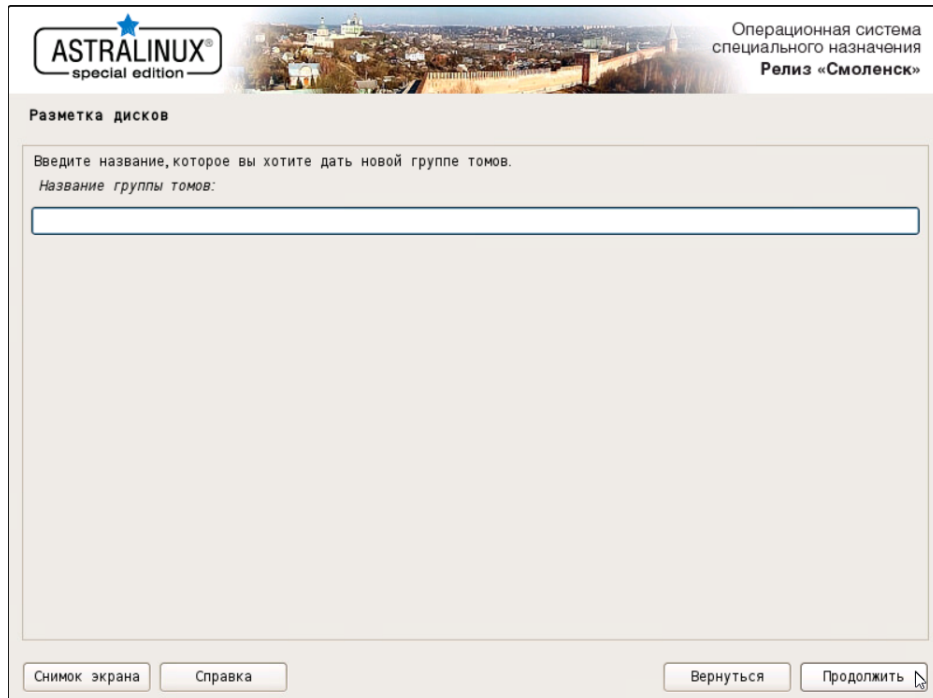 ASTRALINUX®
special edition
Операционная система
специального назначения
Релиз «Смоленск»
Разметка дисков
Введите название, которое вы хотите дать новой группе томов.
Название группы томов:
Снимок экрана
Справка
Вернуться
Продолжить